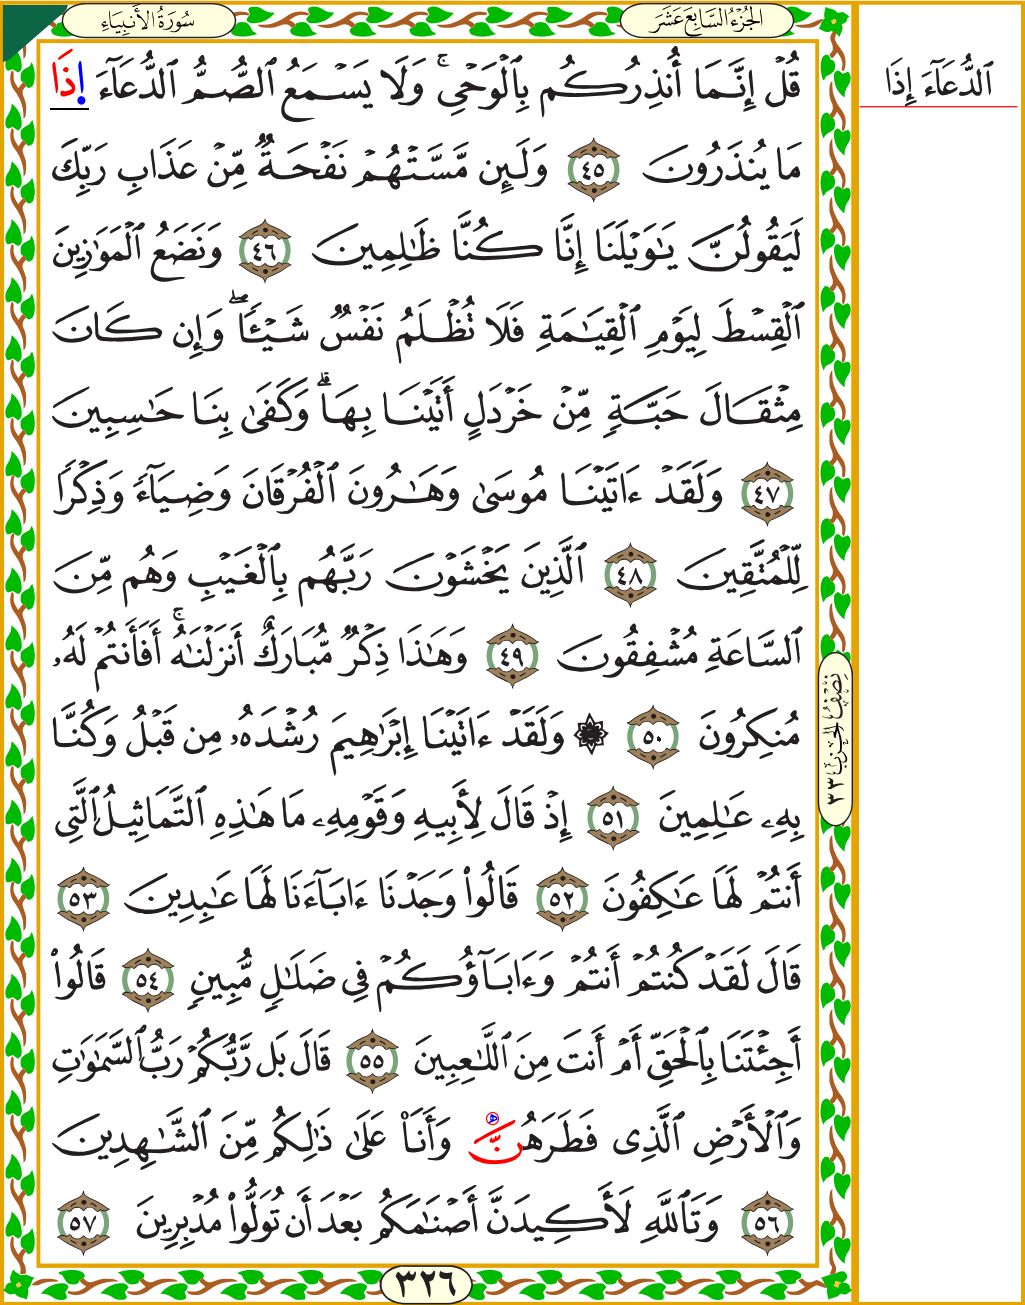 سُورَةُ الأَنبِيَاءِ
الجُزْءُ السَّابِعَ عَشَرَ
قُلْ إِنَّمَآ أُنذِرُكُم بِٱلْوَحْىِ ۚ وَلَا يَسْمَعُ ٱلصُّمُّ ٱلدُّعَآءَ إِذَا
مَا يُنذَرُونَ ٤٥ وَلَئِن مَّسَّتْهُمْ نَفْحَةٌ مِّنْ عَذَابِ رَبِّكَ
لَيَقُولُنَّ يَـٰوَيْلَنَآ إِنَّا كُنَّا ظَـٰلِمِينَ ٤٦ وَنَضَعُ ٱلْمَوَٰزِينَ
ٱلْقِسْطَ لِيَوْمِ ٱلْقِيَـٰمَةِ فَلَا تُظْلَمُ نَفْسٌ شَيْـًٔا ۖ وَإِن كَانَ
مِثْقَالَ حَبَّةٍ مِّنْ خَرْدَلٍ أَتَيْنَا بِهَا ۗ وَكَفَىٰ بِنَا حَـٰسِبِينَ
٤٧ وَلَقَدْ ءَاتَيْنَا مُوسَىٰ وَهَـٰرُونَ ٱلْفُرْقَانَ وَضِيَآءً وَذِكْرًا
لِّلْمُتَّقِينَ ٤٨ ٱلَّذِينَ يَخْشَوْنَ رَبَّهُم بِٱلْغَيْبِ وَهُم مِّنَ
ٱلسَّاعَةِ مُشْفِقُونَ ٤٩ وَهَـٰذَا ذِكْرٌ مُّبَارَكٌ أَنزَلْنَـٰهُ ۚ أَفَأَنتُمْ لَهُۥ
مُنكِرُونَ ٥٠ ۞ وَلَقَدْ ءَاتَيْنَآ إِبْرَٰهِيمَ رُشْدَهُۥ مِن قَبْلُ وَكُنَّا
بِهِۦ عَـٰلِمِينَ ٥١ إِذْ قَالَ لِأَبِيهِ وَقَوْمِهِۦ مَا هَـٰذِهِ ٱلتَّمَاثِيلُ ٱلَّتِىٓ
أَنتُمْ لَهَا عَـٰكِفُونَ ٥٢ قَالُوا۟ وَجَدْنَآ ءَابَآءَنَا لَهَا عَـٰبِدِينَ ٥٣
قَالَ لَقَدْ كُنتُمْ أَنتُمْ وَءَابَآؤُكُمْ فِى ضَلَـٰلٍ مُّبِينٍ ٥٤ قَالُوٓا۟
أَجِئْتَنَا بِٱلْحَقِّ أَمْ أَنتَ مِنَ ٱللَّـٰعِبِينَ ٥٥ قَالَ بَل رَّبُّكُمْ رَبُّ ٱلسَّمَـٰوَٰتِ
وَٱلْأَرْضِ ٱلَّذِى فَطَرَهُنَّ وَأَنَا۠ عَلَىٰ ذَٰلِكُم مِّنَ ٱلشَّـٰهِدِينَ
٥٦ وَتَٱللَّهِ لَأَكِيدَنَّ أَصْنَـٰمَكُم بَعْدَ أَن تُوَلُّوا۟ مُدْبِرِينَ ٥٧
٣٢٦
نِصْفُ الحِزْبِ ٣٣
ٱلدُّعَآءَ إِذَا